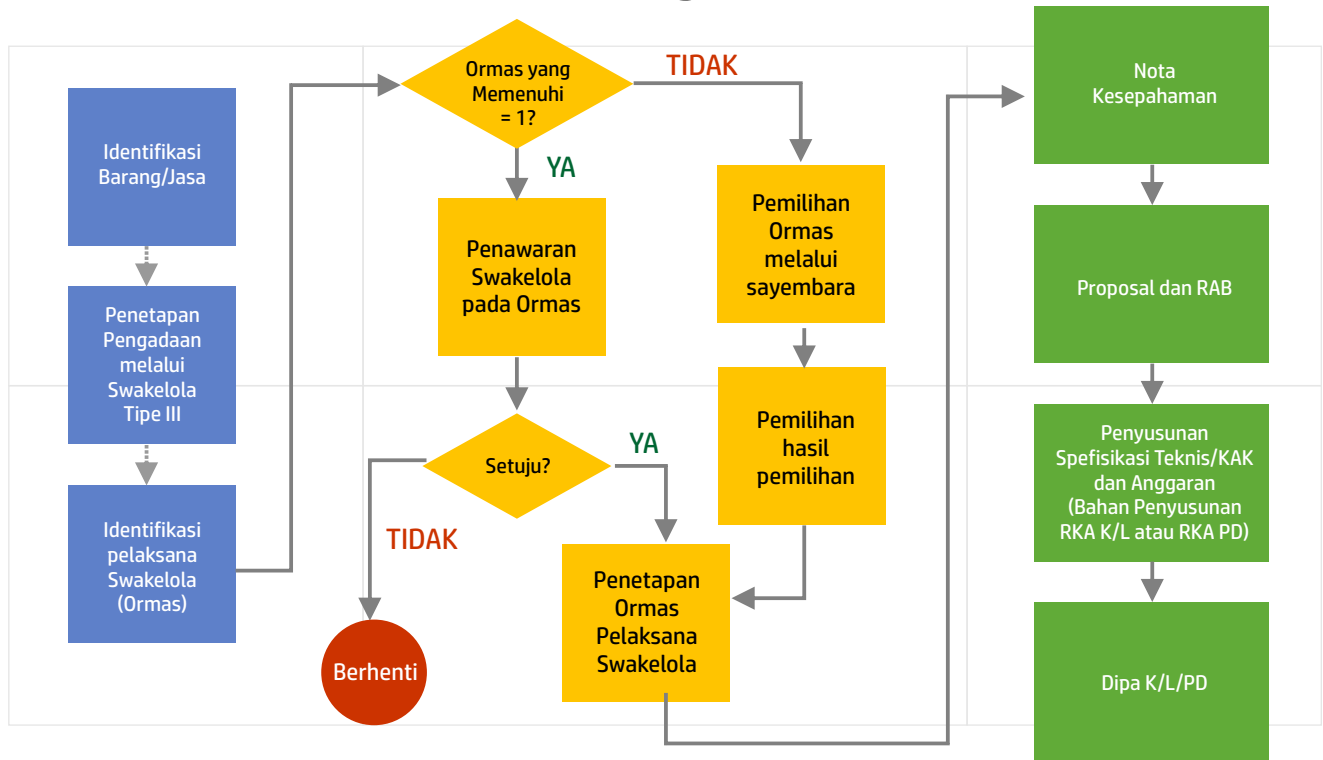 Identifikasi
Barang/Jasa
Penetapan
Pengadaan
melalui
Swakelola
Tipe III
Identifikasi
pelaksana
Swakelola
(Ormas)
Ormas yang
Memenuhi
= 1?
TIDAK
YA
Penawaran
Swakelola
pada Ormas
Setuju?
YA
TIDAK
Berhenti
Pemilihan
Ormas
melalui
sayembara
Pemilihan
hasil
pemilihan
Penetapan
Ormas
Pelaksana
Swakelola
Nota
Kesepahaman
Proposal dan RAB
Penyusunan
Spefisikasi Teknis/KAK
dan Anggaran
(Bahan Penyusunan
RKA K/L atau RKA PD)
Dipa K/L/PD